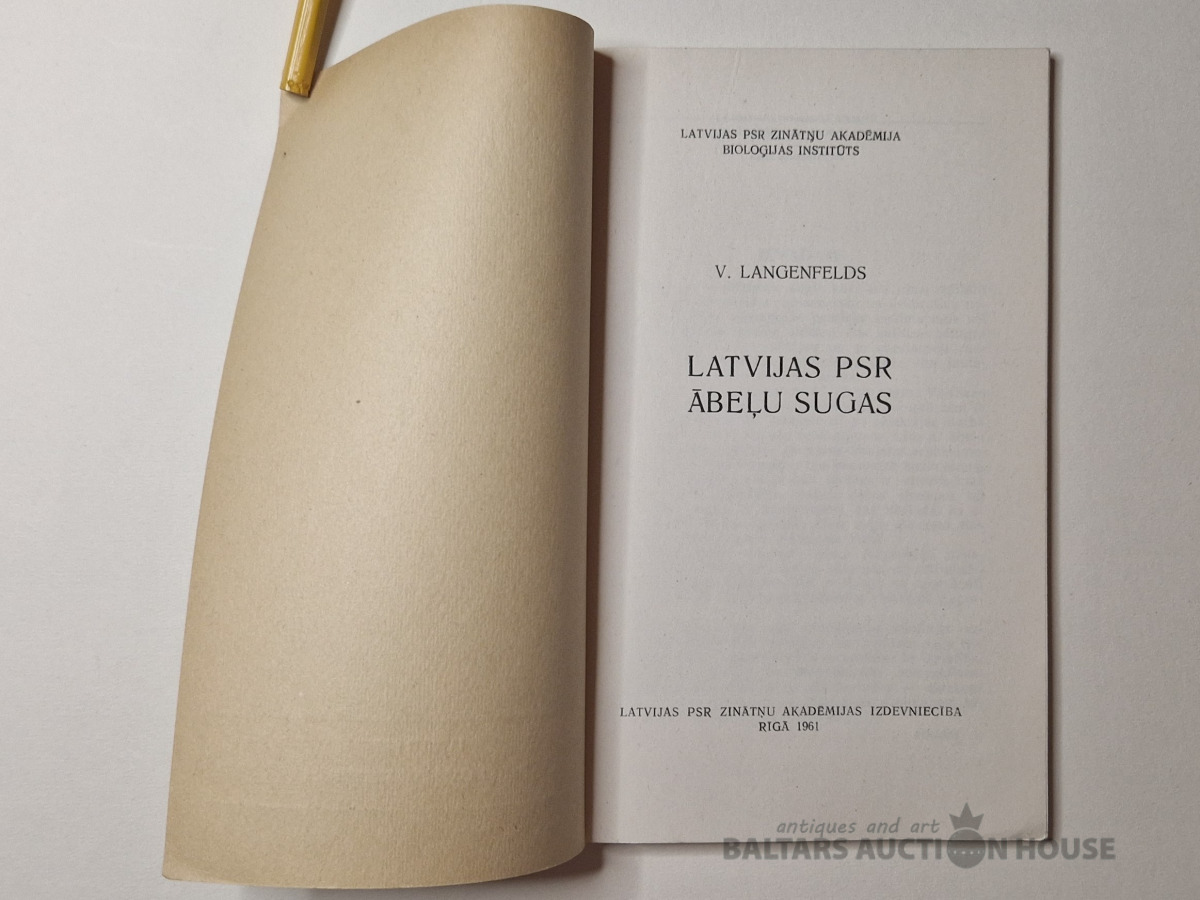 LATVIJAS PSR ZINĀTŅU AKADĒMIJA
BIOLOĢIJAS INSTITŪTS
V. LANGENFELDS
LATVIJAS PSR
ĀBEĻU SUGAS
LATVIJAS PSR ZINĀTŅU AKADĒMIJAS IZDEVNIECĪBA
RĪGĀ 1961
antiques and art
BALTARS AUCTION HOUSE